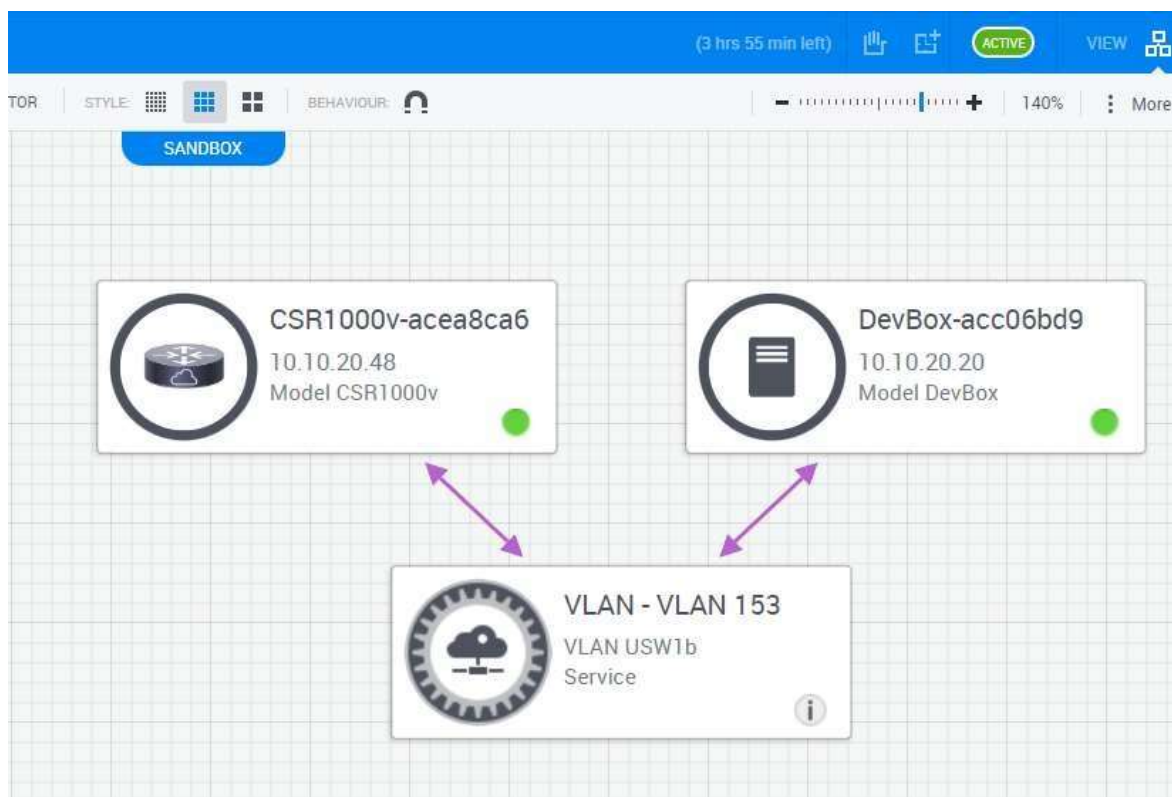 (3 hrs 55 min left) ACTIVE VIEW
TOR STYLE: BEHAVIOUR: 140% More
SANDBOX
CSR1000v-acea8ca6
10.10.20.48
Model CSR1000v
DevBox-acc06bd9
10.10.20.20
Model DevBox
VLAN - VLAN 153
VLAN USW1b
Service
i